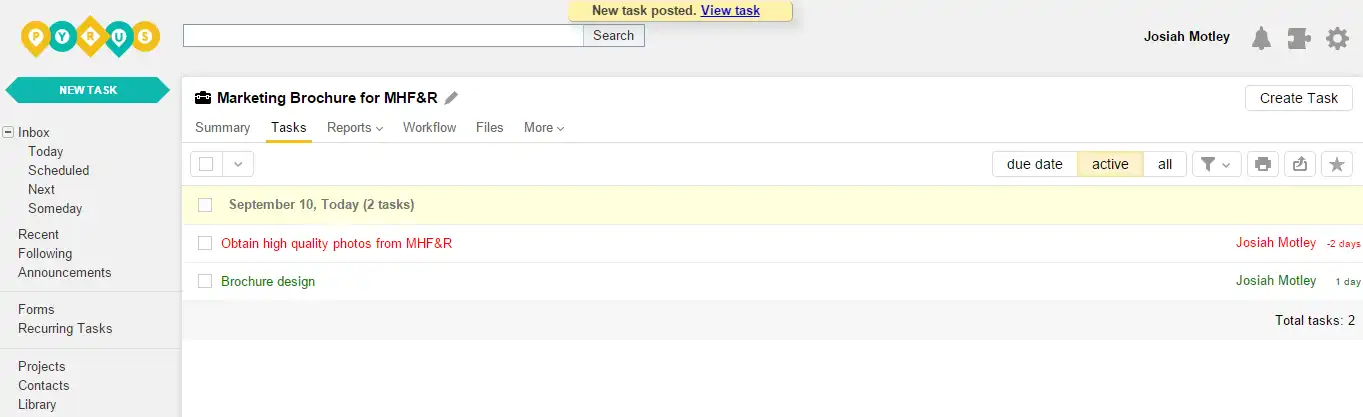 New task posted. View task
PYRUS
Search
Josiah Motley
NEW TASK
Inbox
Today
Scheduled
Next
Someday
Recent
Following
Announcements
Forms
Recurring Tasks
Projects
Contacts
Library
Marketing Brochure for MHF&R
Create Task
Summary Tasks Reports Workflow Files More
due date active all
September 10, Today (2 tasks)
Obtain high quality photos from MHF&R Josiah Motley -2 days
Brochure design Josiah Motley 1 day
Total tasks: 2